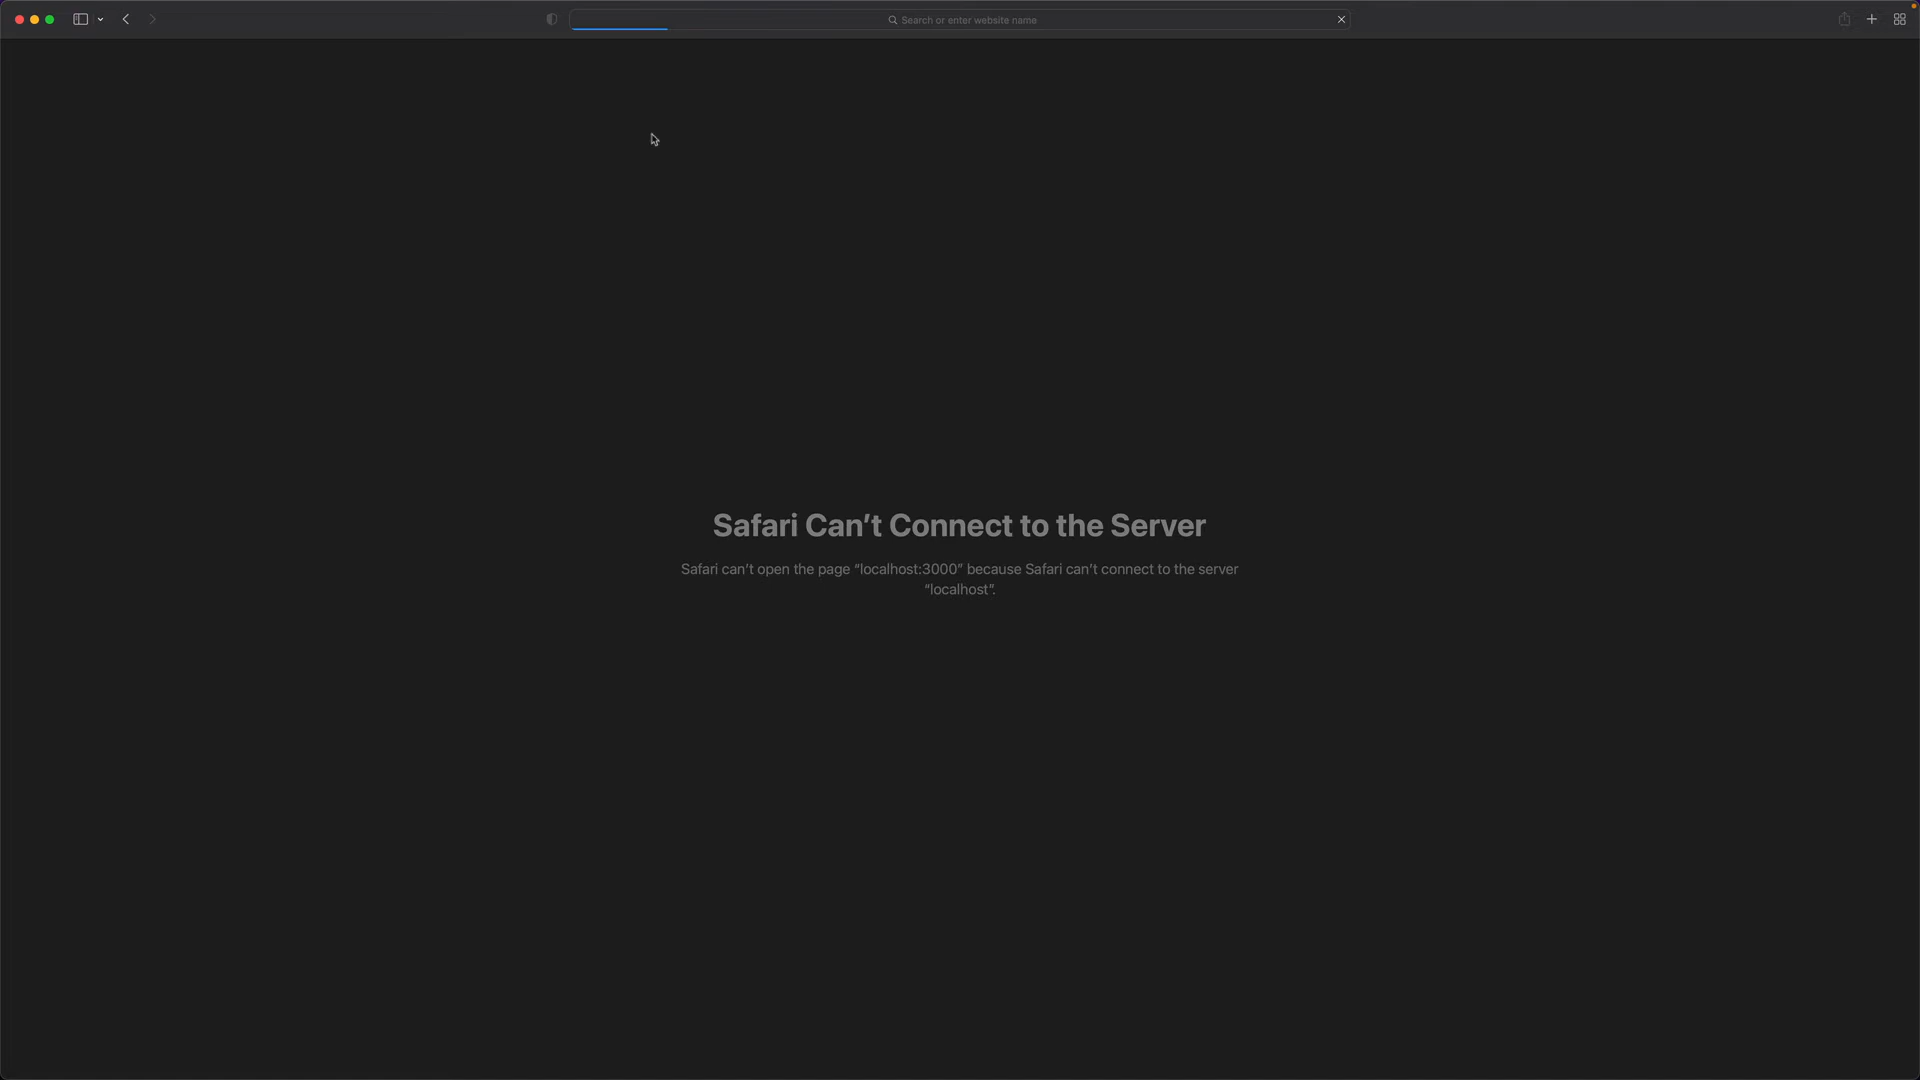 Search or enter website name
Safari Can’t Connect to the Server
Safari can’t open the page “localhost:3000” because Safari can’t connect to the server
“localhost”.